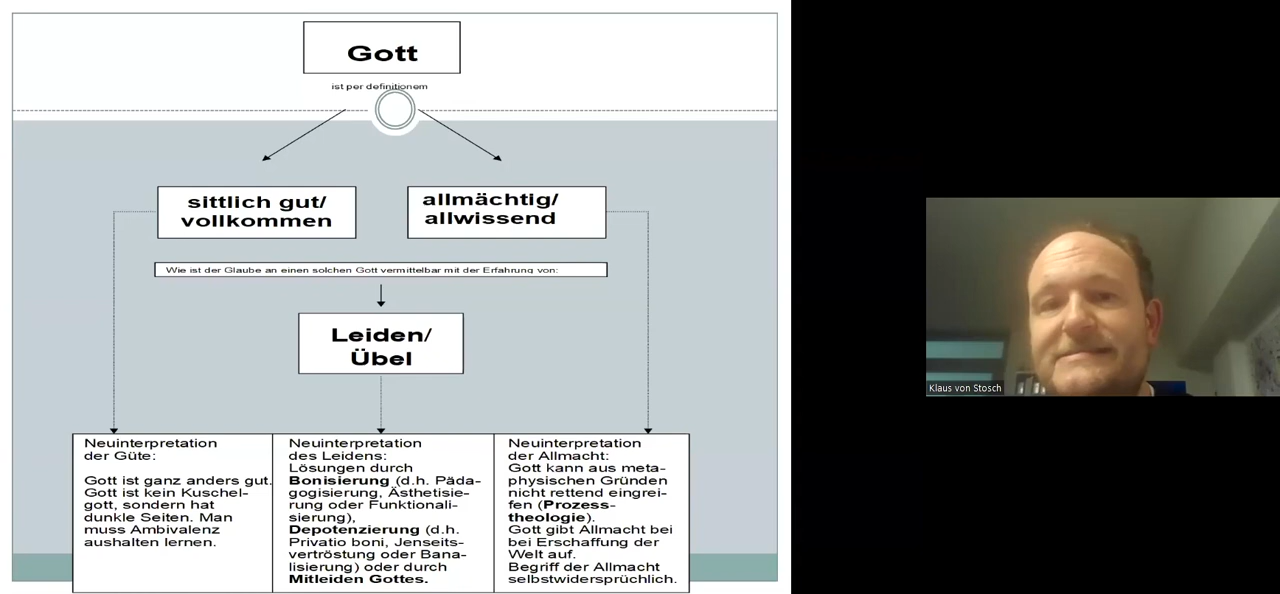 Gott
ist per definitionem
sittlich gut/
vollkommen
allmächtig/
allwissend
Wie ist der Glaube an einen solchen Gott vermittelbar mit der Erfahrung von:
Leiden/
Übel
Neuinterpretation
der Güte:
Gott ist ganz anders gut.
Gott ist kein Kuschel-
gott, sondern hat
dunkle Seiten. Man
muss Ambivalenz
aushalten lernen.
Neuinterpretation
des Leidens:
Lösungen durch
Bonisierung (d.h. Päda-
gogisierung, Ästhetisie-
rung oder Funktionali-
sierung),
Depotenzierung (d.h.
Privatio boni, Jenseits-
vertröstung oder Bana-
lisierung) oder durch
Mitleiden Gottes.
Neuinterpretation
der Allmacht:
Gott kann aus meta-
physischen Gründen
nicht rettend eingrei-
fen (Prozess-
theologie).
Gott gibt Allmacht bei
bei Erschaffung der
Welt auf.
Begriff der Allmacht
selbstwidersprüchlich.
Klaus von Stosch